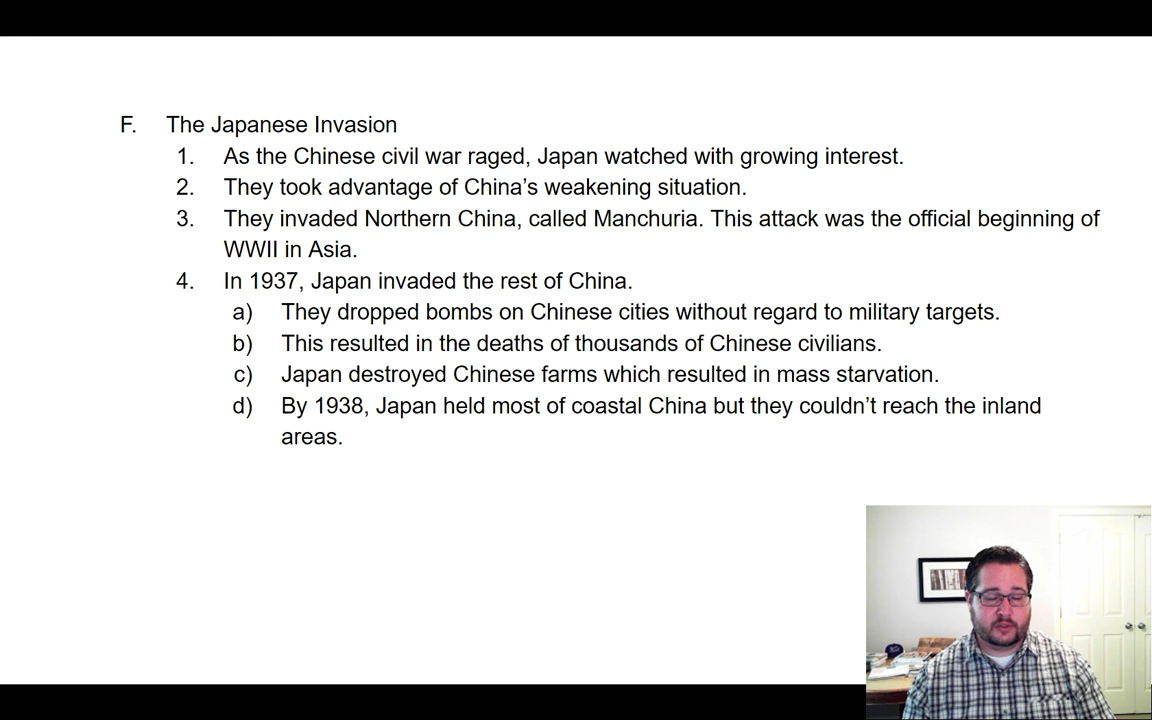 F. The Japanese Invasion
1. As the Chinese civil war raged, Japan watched with growing interest.
2. They took advantage of China’s weakening situation.
3. They invaded Northern China, called Manchuria. This attack was the official beginning of
WWII in Asia.
4. In 1937, Japan invaded the rest of China.
a) They dropped bombs on Chinese cities without regard to military targets.
b) This resulted in the deaths of thousands of Chinese civilians.
c) Japan destroyed Chinese farms which resulted in mass starvation.
d) By 1938, Japan held most of coastal China but they couldn’t reach the inland
areas.